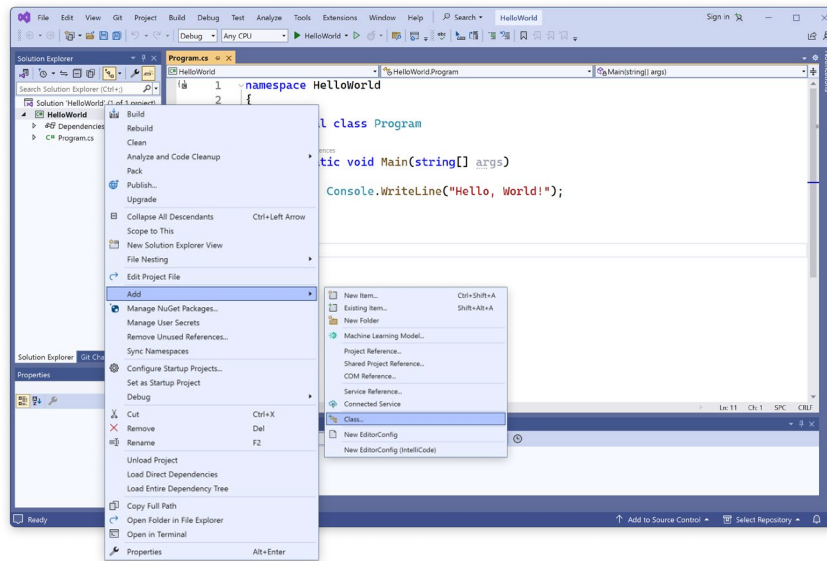 File Edit View Git Project Build Debug Test Analyze Tools Extensions Window Help Search HelloWorld Sign in
Debug Any CPU HelloWorld
Solution Explorer
Search Solution Explorer (Ctrl+;)
Solution 'HelloWorld' (1 of 1 project)
HelloWorld
Dependencies
C# Program.cs
Solution Explorer Git Cha
Properties
Program.cs
HelloWorld HelloWorld.Program Main(string[] args)
1 namespace HelloWorld
2 {
l class Program
ences
tic void Main(string[] args)
Console.WriteLine("Hello, World!");
Build
Rebuild
Clean
Analyze and Code Cleanup
Pack
Publish...
Upgrade
Collapse All Descendants Ctrl+Left Arrow
Scope to This
New Solution Explorer View
File Nesting
Edit Project File
Add
Manage NuGet Packages...
Manage User Secrets
Remove Unused References...
Sync Namespaces
Configure Startup Projects...
Set as Startup Project
Debug
Cut Ctrl+X
Remove Del
Rename F2
Unload Project
Load Direct Dependencies
Load Entire Dependency Tree
Copy Full Path
Open Folder in File Explorer
Open in Terminal
Properties Alt+Enter
New Item... Ctrl+Shift+A
Existing Item... Shift+Alt+A
New Folder
Machine Learning Model...
Project Reference...
Shared Project Reference...
COM Reference...
Service Reference...
Connected Service
Class...
New EditorConfig
New EditorConfig (IntelliCode)
Ln: 11 Ch: 1 SPC CRLF
Ready Add to Source Control Select Repository